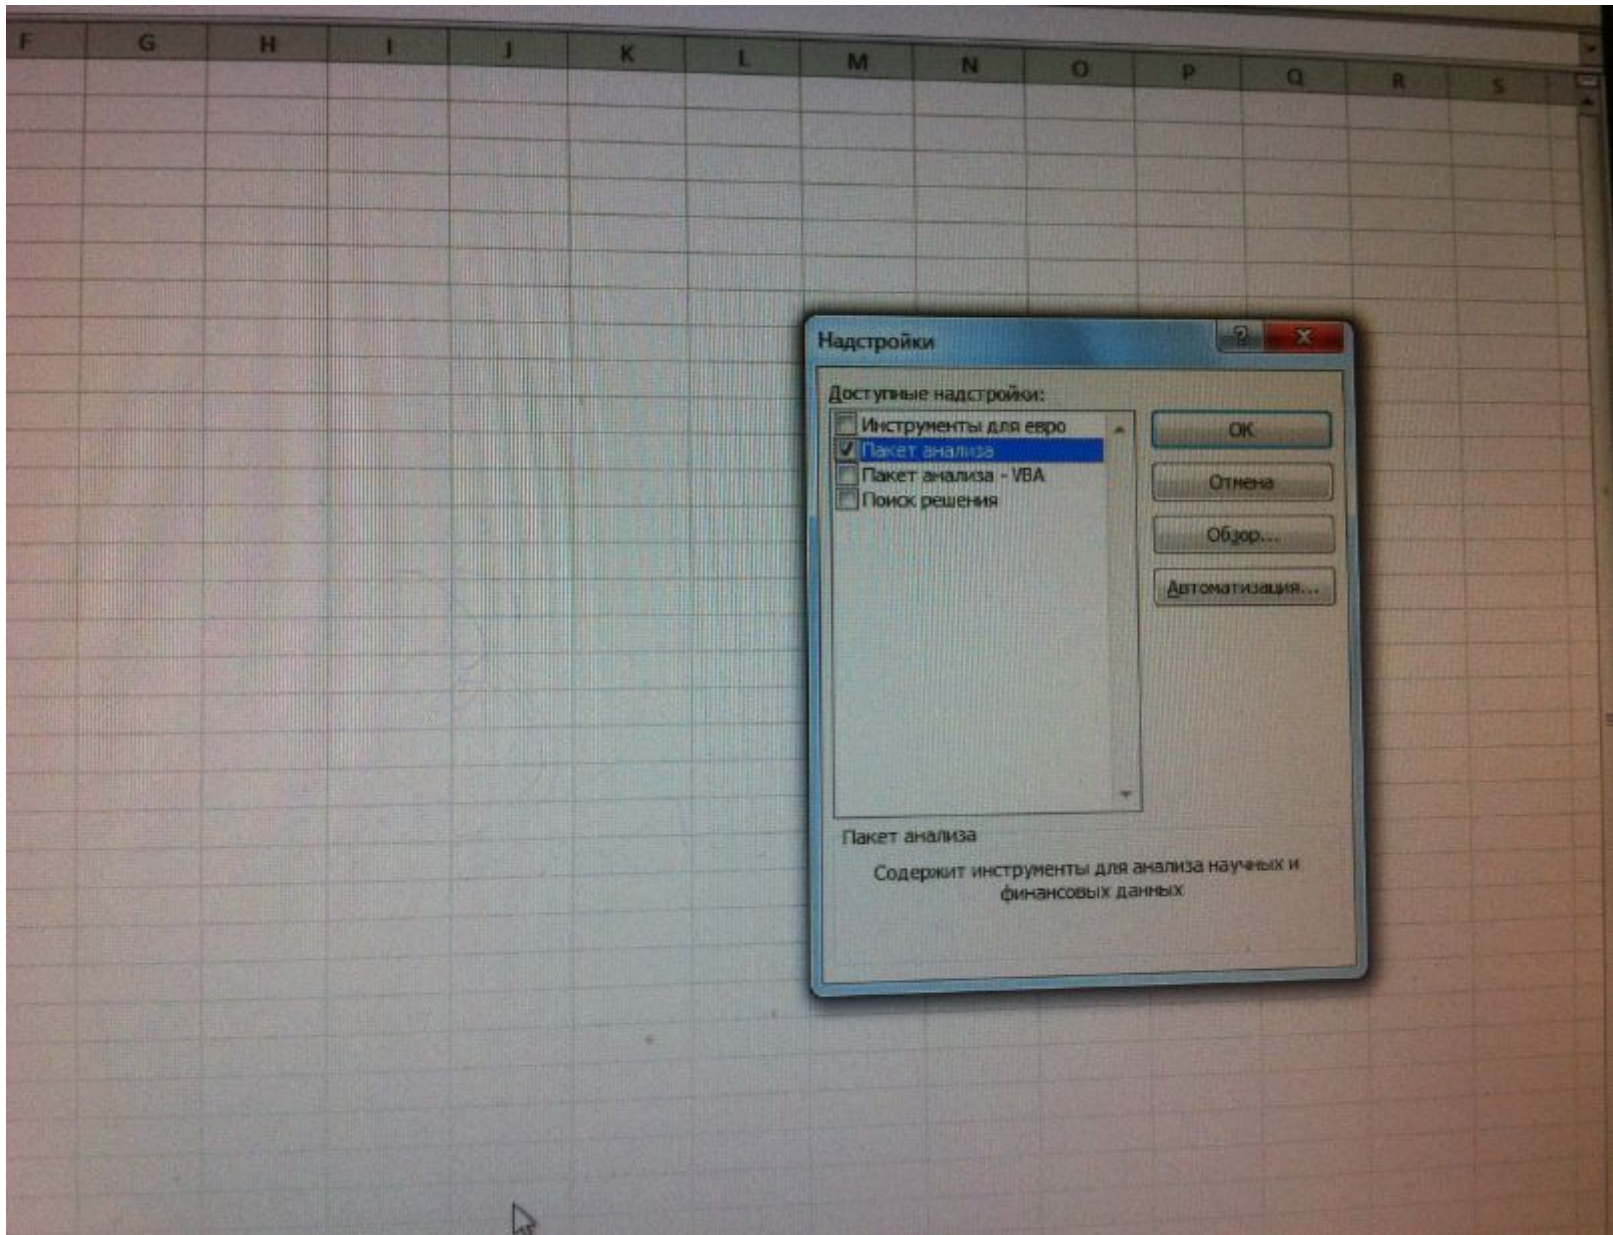 F G H I J K L M N O P Q R S
Надстройки
Доступные надстройки:
Инструменты для евро
Пакет анализа
Пакет анализа - VBA
Поиск решения
ОК
Отмена
Обзор...
Автоматизация...
Пакет анализа
Содержит инструменты для анализа научных и
финансовых данных